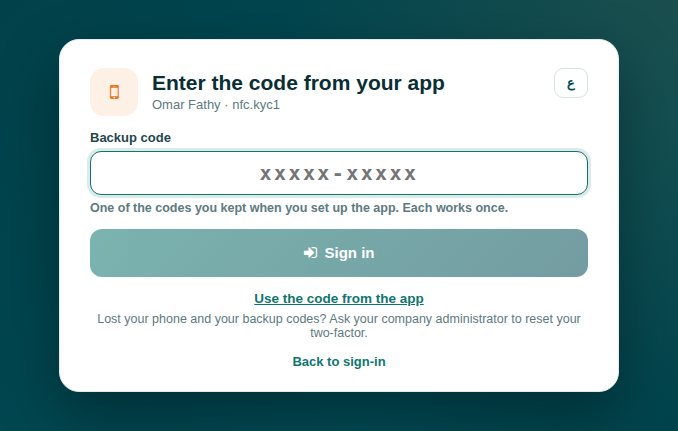 Enter the code from your app
ع
Omar Fathy · nfc.kyc1
Backup code
xxxxx-xxxxx
One of the codes you kept when you set up the app. Each works once.
Sign in
Use the code from the app
Lost your phone and your backup codes? Ask your company administrator to reset your
two-factor.
Back to sign-in